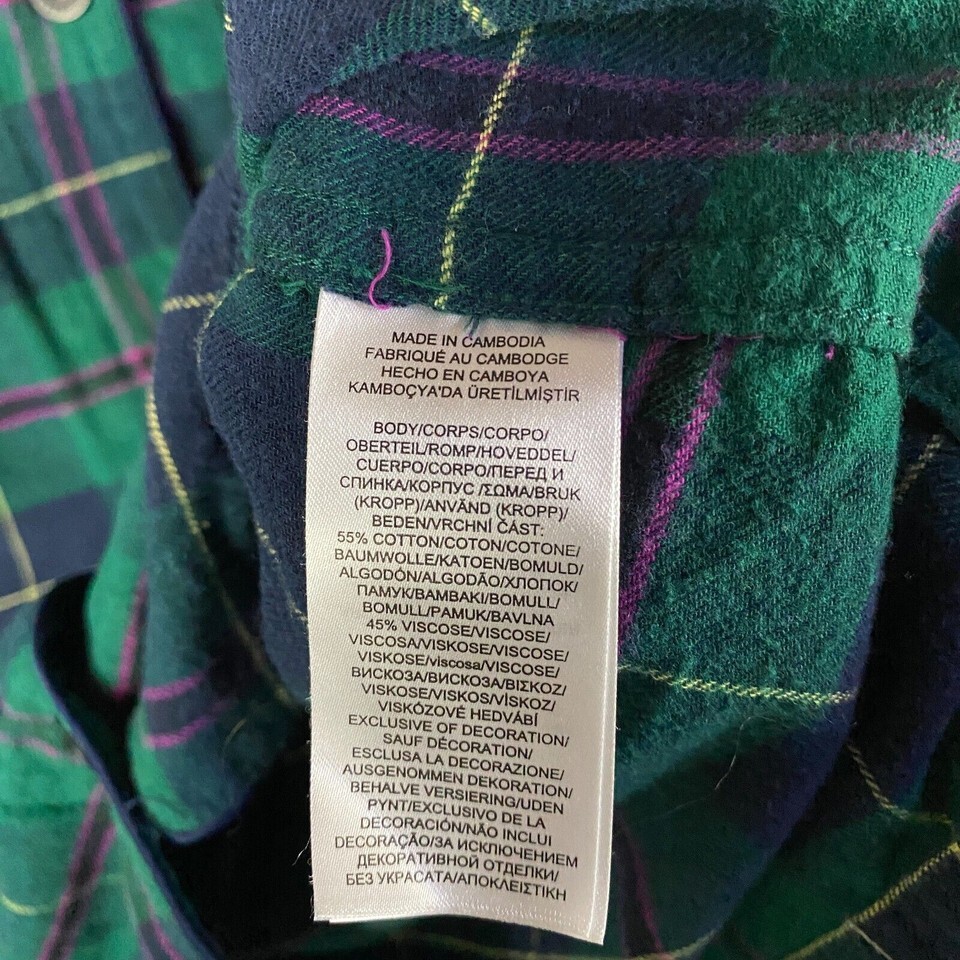 MADE IN CAMBODIA
FABRIQUÉ AU CAMBODGE
HECHO EN CAMBOYA
KAMBOÇYA'DA ÜRETİLMİŞTİR
BODY/CORPS/CORPO/
OBERTEIL/ROMP/HOVEDDEL/
CUERPO/CORPO/ПЕРЕД И
СПИНКА/КОРПУС /ΣΩΜΑ/BRUK
(KROPP)/ANVÄND (KROPP)/
BEDEN/VRCHNÍ ČÁST:
55% COTTON/COTON/COTONE/
BAUMWOLLE/KATOEN/BOMULD/
ALGODÓN/ALGODÃO/ХЛОПОК/
ПАМУК/ΒΑΜΒΑΚΙ/BOMULL/
BOMULL/PAMUK/BAVLNA
45% VISCOSE/VISCOSE/
VISCOSA/VISKOSE/VISCOSE/
VISKOSE/viscosa/VISCOSE/
ВИСКОЗА/ВИСКОЗА/ΒΙΣΚΟΖ/
VISKOSE/VISKOS/VİSKOZ/
VISKÓZOVÉ HEDVÁBÍ
EXCLUSIVE OF DECORATION/
SAUF DÉCORATION/
ESCLUSA LA DECORAZIONE/
AUSGENOMMEN DEKORATION/
BEHALVE VERSIERING/UDEN
PYNT/EXCLUSIVO DE LA
DECORACIÓN/NÃO INCLUI
DECORAÇÃO/ЗА ИСКЛЮЧЕНИЕМ
ДЕКОРАТИВНОЙ ОТДЕЛКИ/
БЕЗ УКРАСАТА/ΑΠΟΚΛΕΙΣΤΙΚΗ